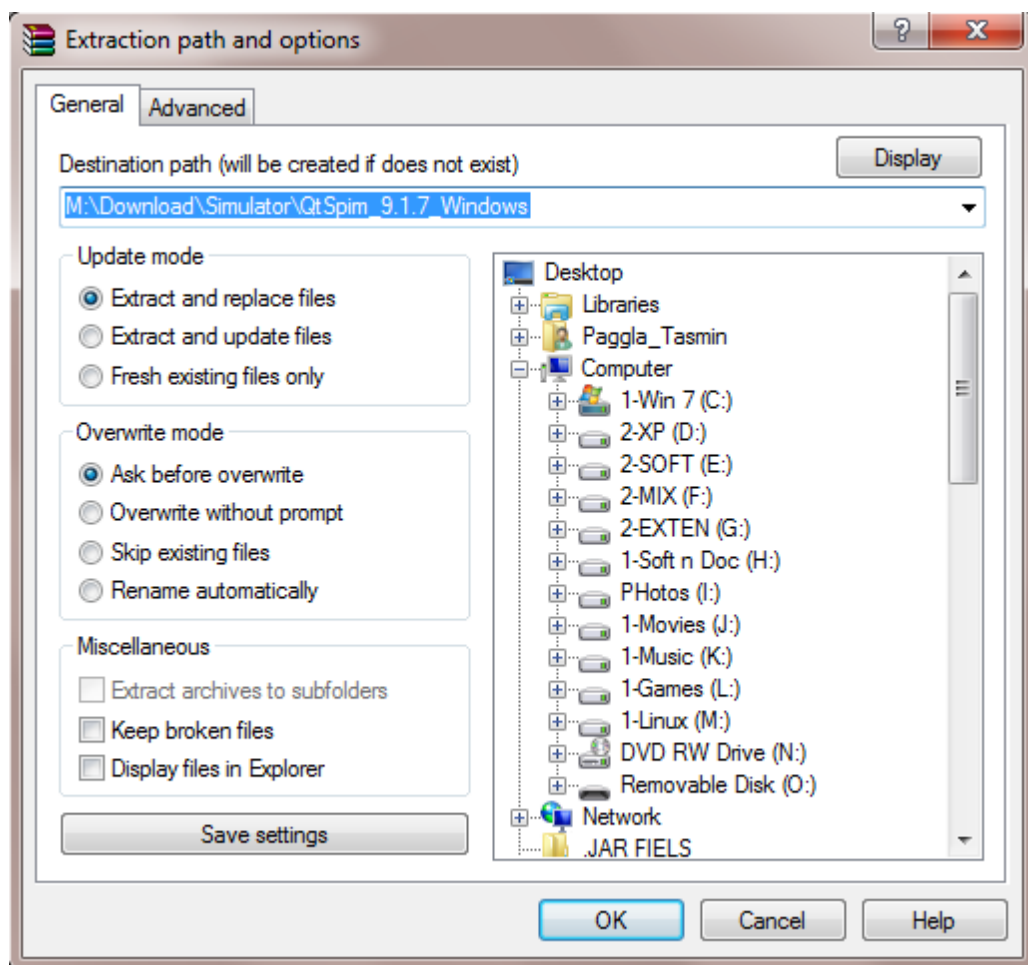 Extraction path and options
General
Advanced
Destination path (will be created if does not exist)
Display
M:\Download\Simulator\QtSpim_9.1.7_Windows
Update mode
Extract and replace files
Extract and update files
Fresh existing files only
Overwrite mode
Ask before overwrite
Overwrite without prompt
Skip existing files
Rename automatically
Miscellaneous
Extract archives to subfolders
Keep broken files
Display files in Explorer
Save settings
Desktop
Libraries
Paggla_Tasmin
Computer
1-Win 7 (C:)
2-XP (D:)
2-SOFT (E:)
2-MIX (F:)
2-EXTEN (G:)
1-Soft n Doc (H:)
PHotos (I:)
1-Movies (J:)
1-Music (K:)
1-Games (L:)
1-Linux (M:)
DVD RW Drive (N:)
Removable Disk (O:)
Network
.JAR FIELS
OK
Cancel
Help